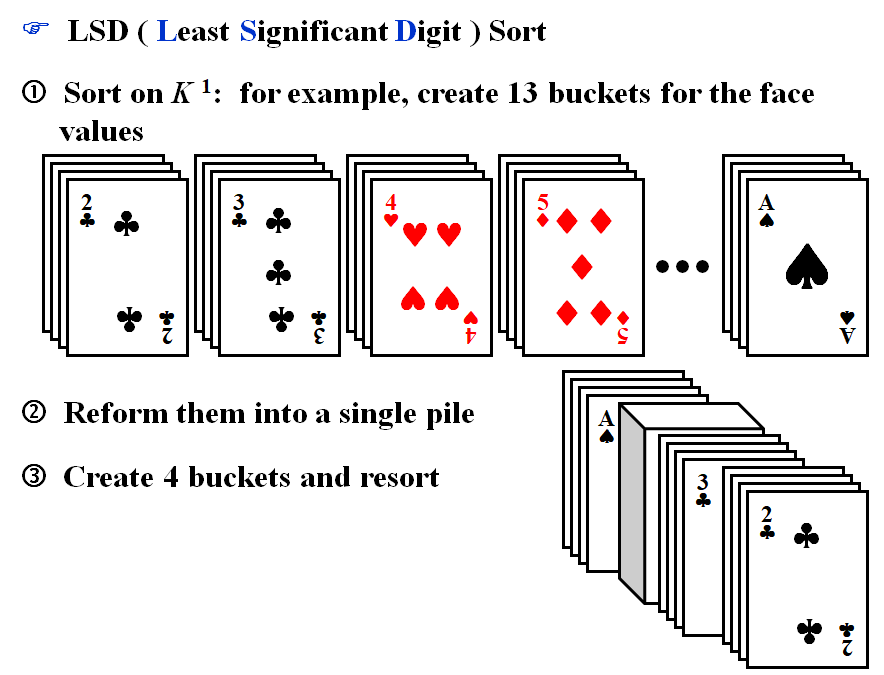 ☞ LSD ( Least Significant Digit ) Sort
① Sort on K ¹: for example, create 13 buckets for the face
values
2 3 4 5 A
2 3 4 5 A
② Reform them into a single pile
A
③ Create 4 buckets and resort
3
2
2